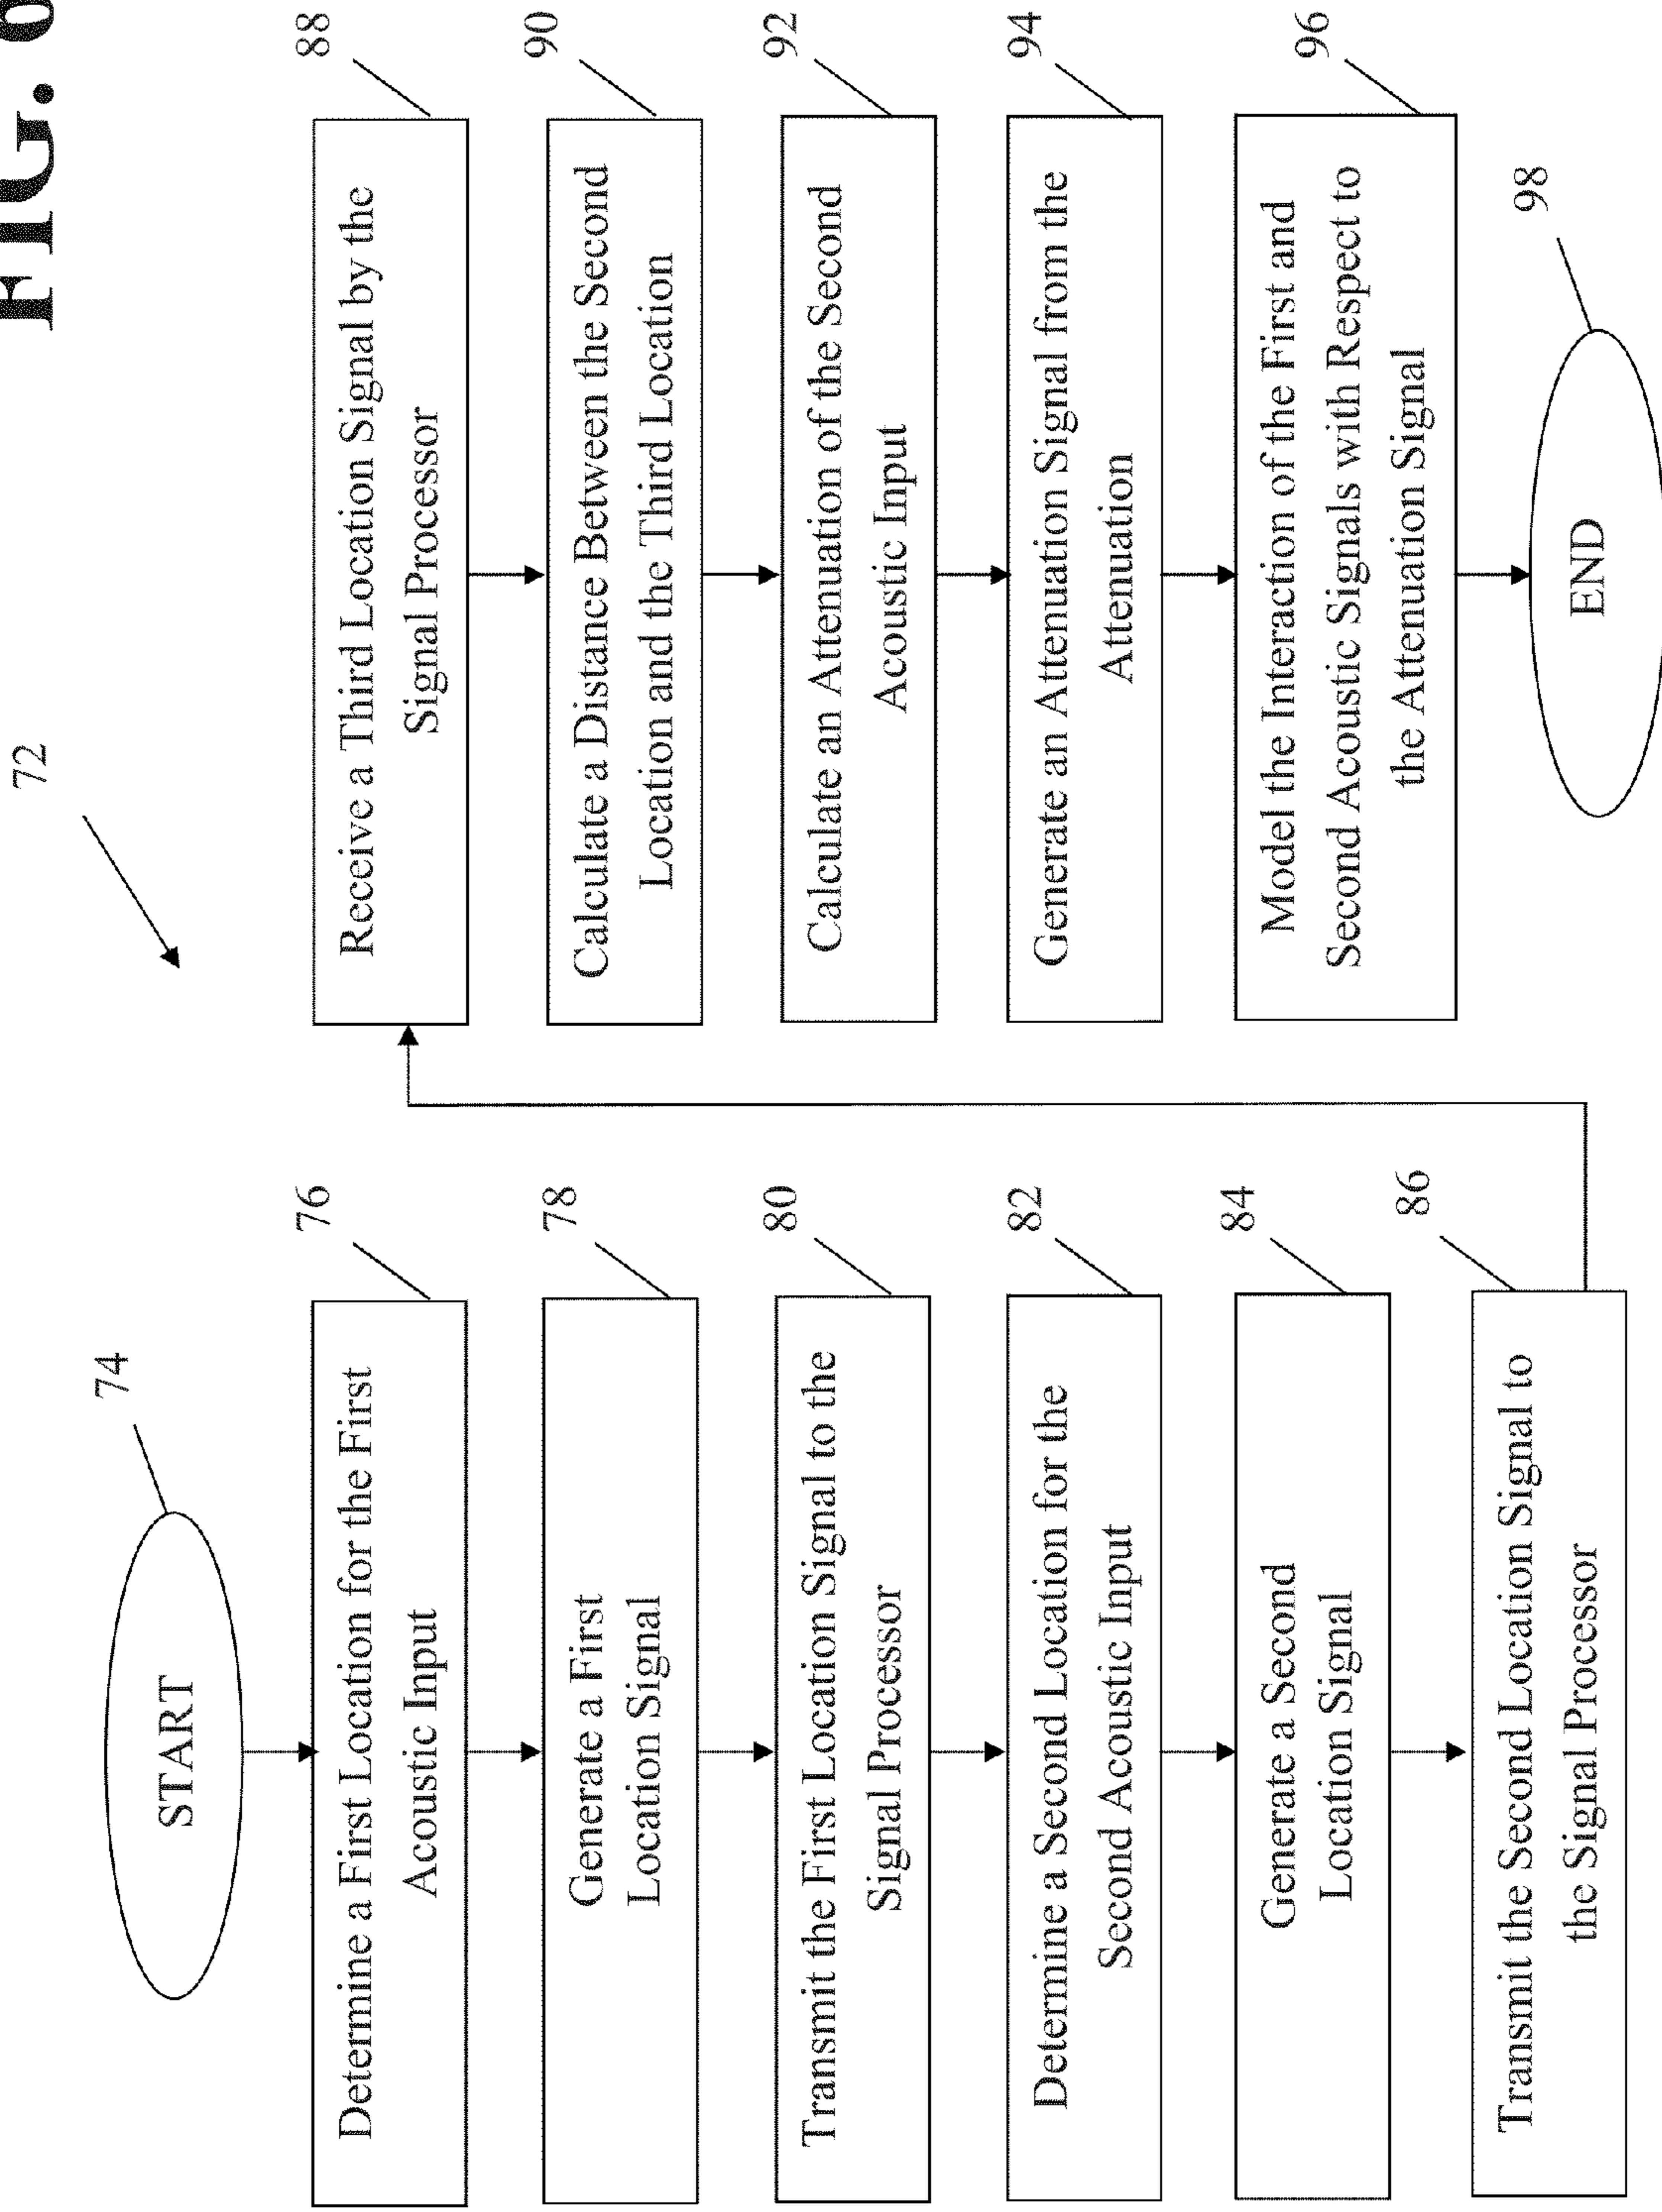 FIG. 6
72
74
START
76
Determine a First Location for the First
Acoustic Input
78
Generate a First
Location Signal
80
Transmit the First Location Signal to the
Signal Processor
82
Determine a Second Location for the
Second Acoustic Input
84
Generate a Second
Location Signal
86
Transmit the Second Location Signal to
the Signal Processor
88
Receive a Third Location Signal by the
Signal Processor
90
Calculate a Distance Between the Second
Location and the Third Location
92
Calculate an Attenuation of the Second
Acoustic Input
94
Generate an Attenuation Signal from the
Attenuation
96
Model the Interaction of the First and
Second Acoustic Signals with Respect to
the Attenuation Signal
98
END